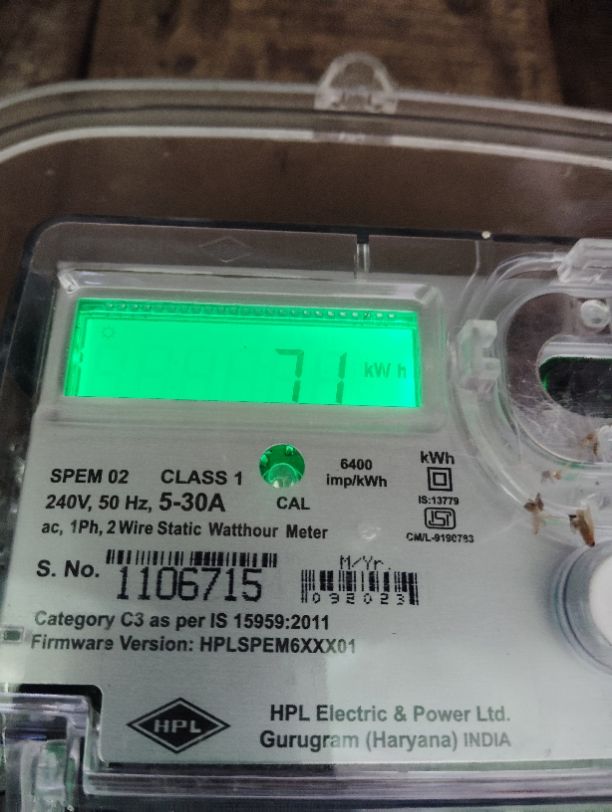 71 kWh
SPEM 02 CLASS 1
240V, 50 Hz, 5-30A
CAL
6400
imp/kWh
kWh
IS:13779
ISI
CM/L-9190783
ac, 1Ph, 2 Wire Static Watthour Meter
S. No. 1106715
M/Yr.
092023
Category C3 as per IS 15959:2011
Firmware Version: HPLSPEM6XXX01
HPL
HPL Electric & Power Ltd.
Gurugram (Haryana) INDIA